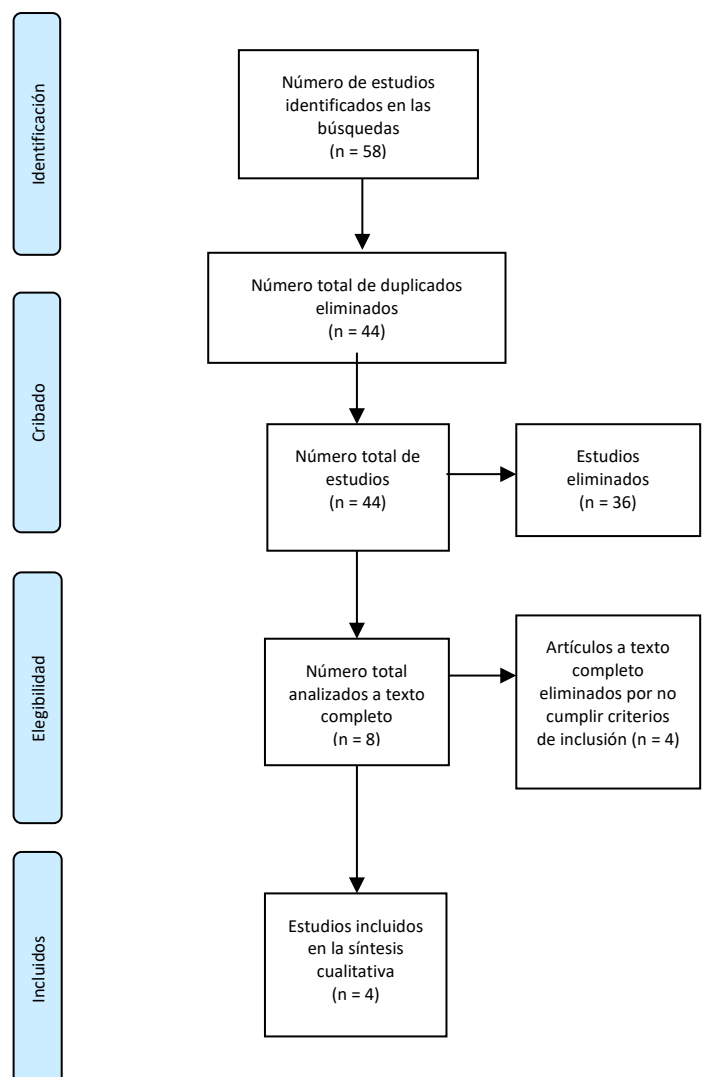 Identificación
Número de estudios
identificados en las
búsquedas
(n = 58)
Número total de duplicados
eliminados
(n = 44)
Cribado
Número total de
estudios
(n = 44)
Estudios
eliminados
(n = 36)
Elegibilidad
Número total
analizados a texto
completo
(n = 8)
Artículos a texto
completo
eliminados por no
cumplir criterios
de inclusión (n = 4)
Incluidos
Estudios incluidos
en la síntesis
cualitativa
(n = 4)